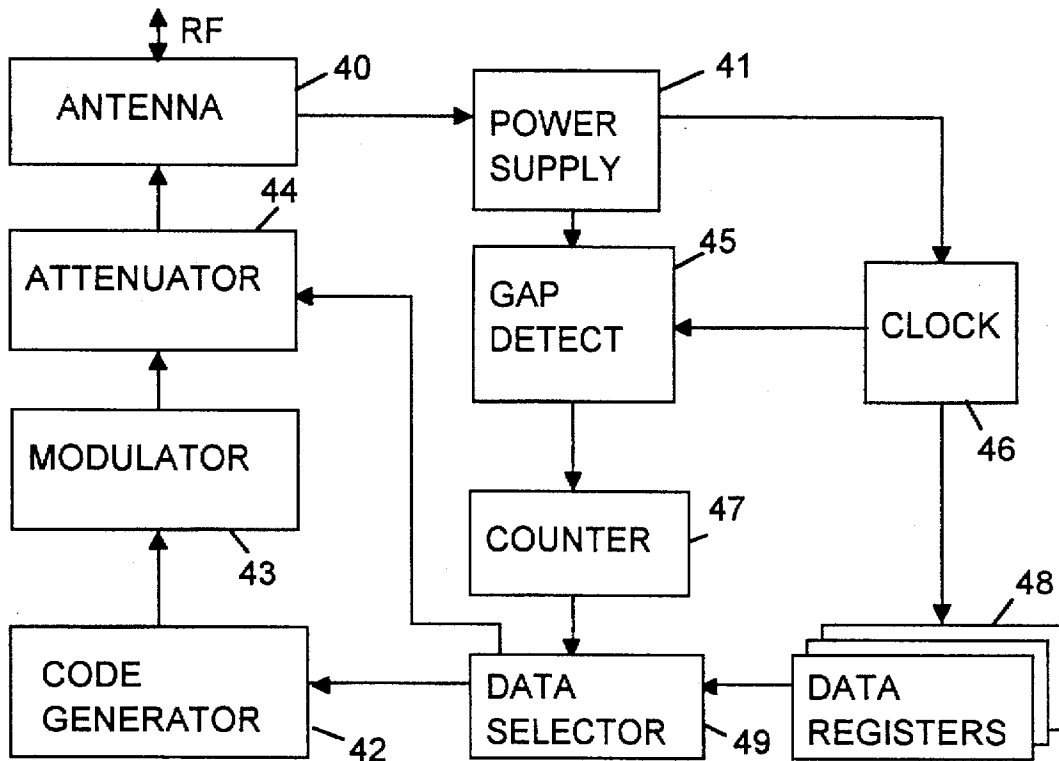 RF
40
ANTENNA
41
POWER
SUPPLY
44
ATTENUATOR
45
GAP
DETECT
CLOCK
46
MODULATOR
43
COUNTER
47
48
CODE
GENERATOR
42
DATA
SELECTOR
49
DATA
REGISTERS